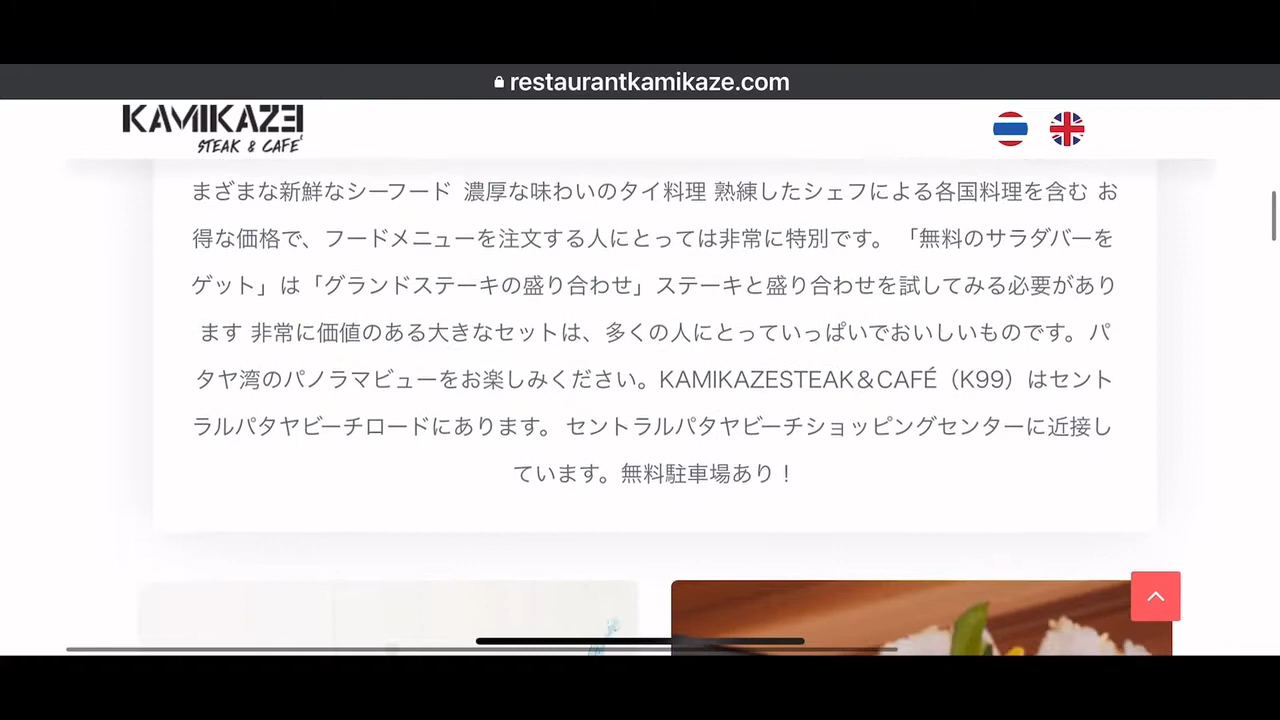 restaurantkamikaze.com
KAMIKAZE
STEAK & CAFE'
まざまな新鮮なシーフード 濃厚な味わいのタイ料理 熟練したシェフによる各国料理を含む お
得な価格で、フードメニューを注文する人にとっては非常に特別です。 「無料のサラダバーを
ゲット」は「グランドステーキの盛り合わせ」ステーキと盛り合わせを試してみる必要があり
ます 非常に価値のある大きなセットは、多くの人にとっていっぱいでおいしいものです。 パ
タヤ湾のパノラマビューをお楽しみください。KAMIKAZESTEAK＆CAFÉ（K99）はセント
ラルパタヤビーチロードにあります。 セントラルパタヤビーチショッピングセンターに近接し
ています。無料駐車場あり！